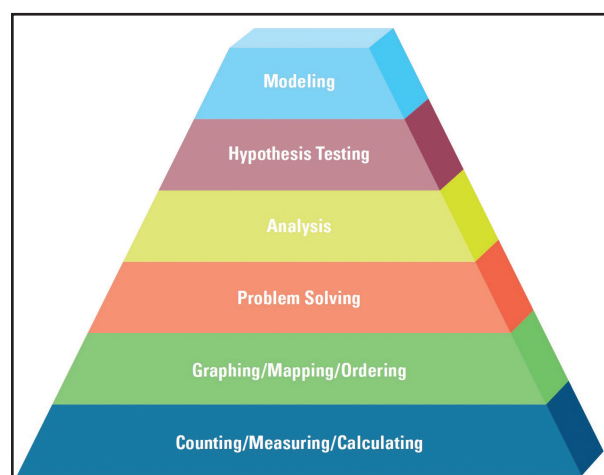 Modeling
Hypothesis Testing
Analysis
Problem Solving
Graphing/Mapping/Ordering
Counting/Measuring/Calculating